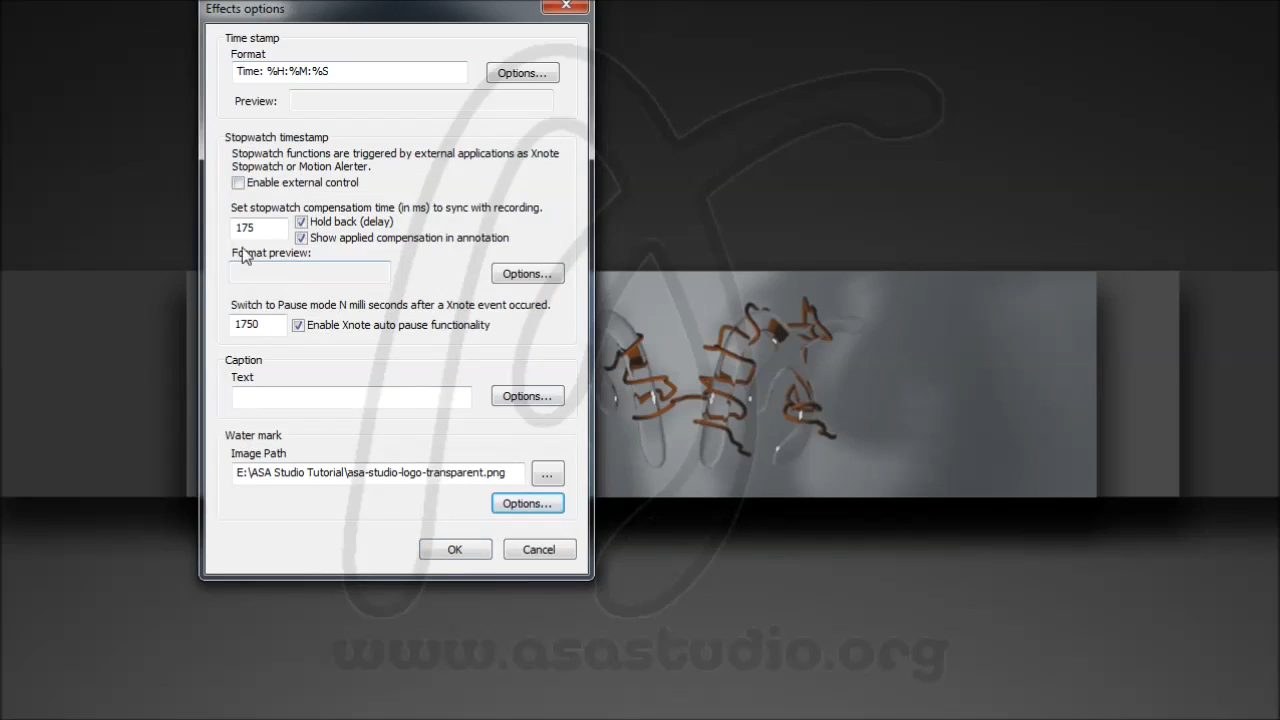 Effects options
Time stamp
Format
Time: %H:%M:%S
Options...
Preview:
Stopwatch timestamp
Stopwatch functions are triggered by external applications as Xnote
Stopwatch or Motion Alerter.
Enable external control
Set stopwatch compensatiom time (in ms) to sync with recording.
175
Hold back (delay)
Show applied compensation in annotation
Format preview:
Options...
Switch to Pause mode N milli seconds after a Xnote event occured.
1750
Enable Xnote auto pause functionality
Caption
Text
Options...
Water mark
Image Path
E:\ASA Studio Tutorial\asa-studio-logo-transparent.png
...
Options...
OK
Cancel
www.asastudio.org